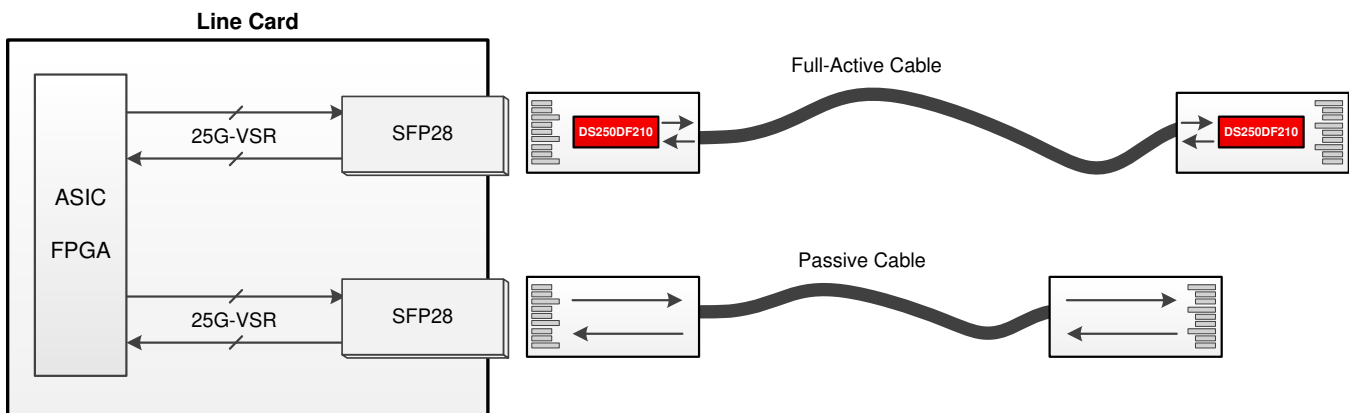 Line Card
Full-Active Cable
SFP28
25G-VSR
DS250DF210
DS250DF210
ASIC
FPGA
Passive Cable
SFP28
25G-VSR